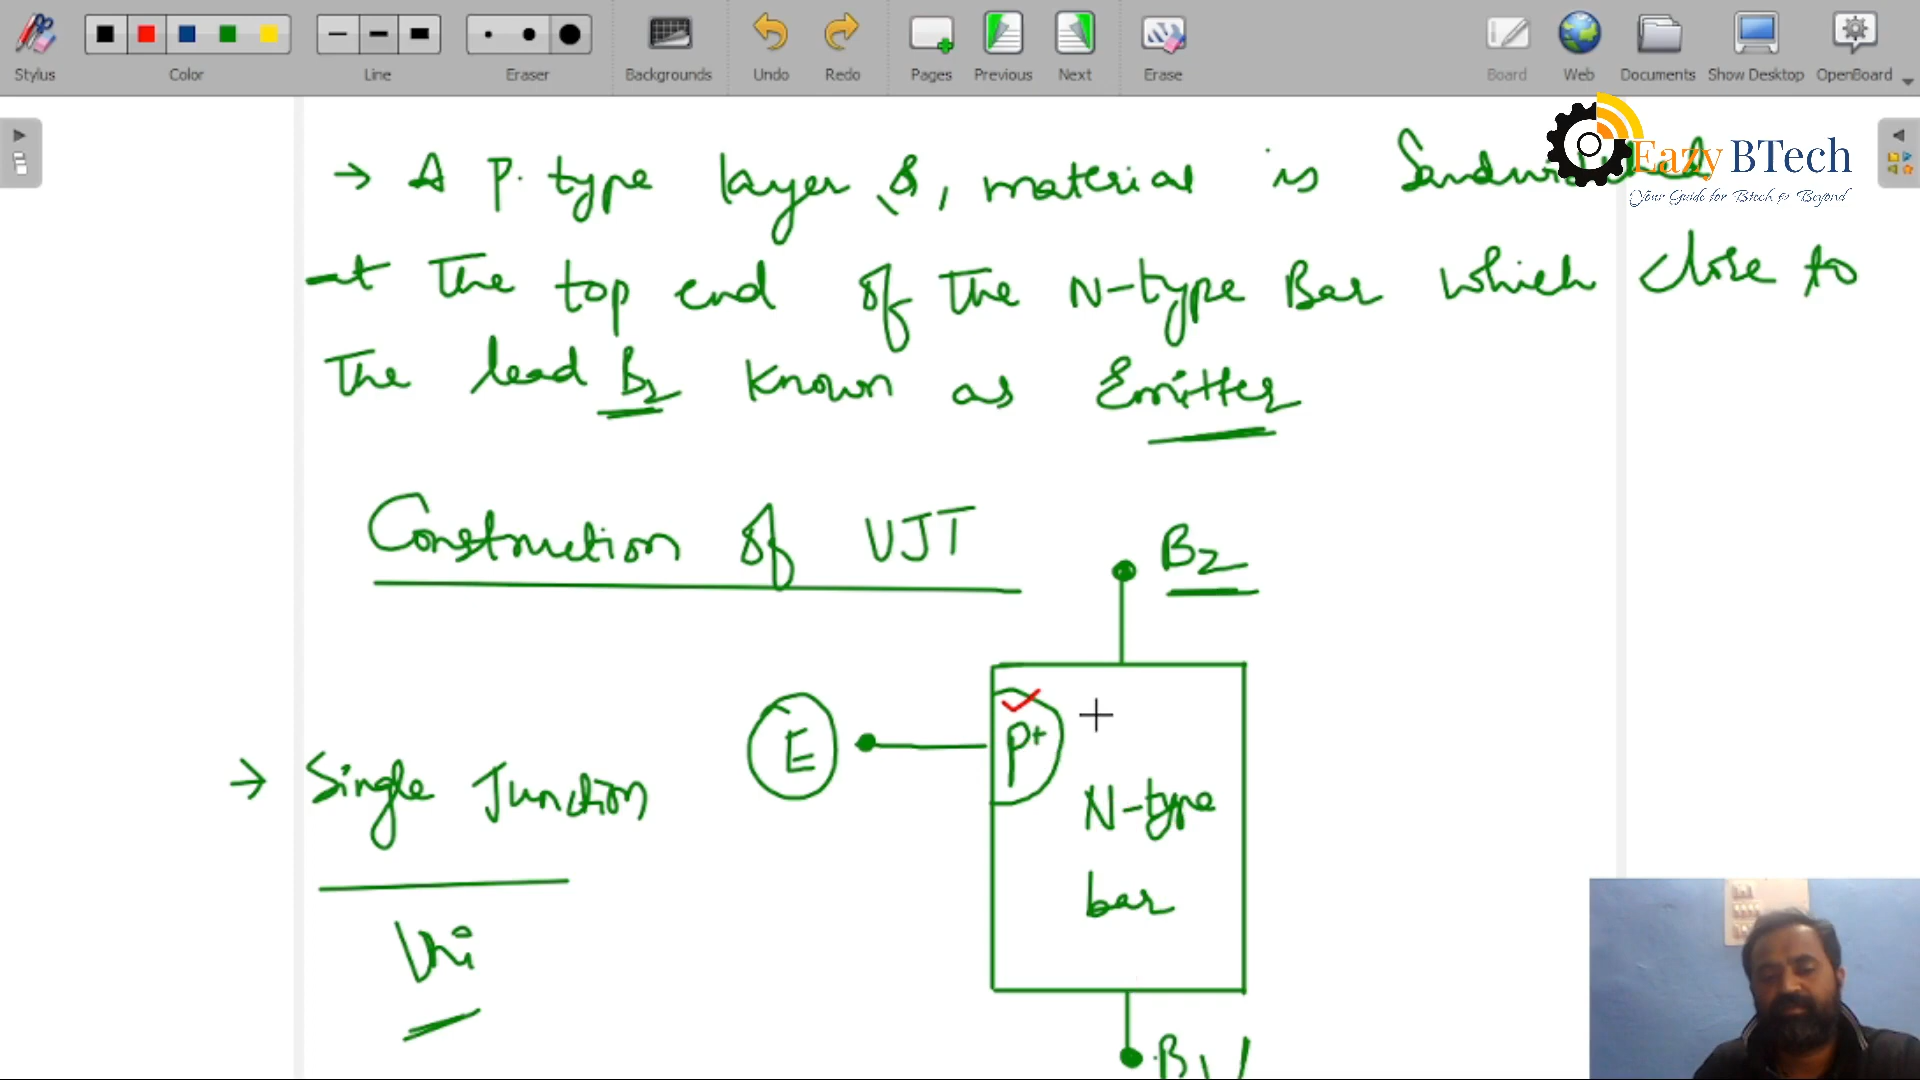 Stylus Color Line Eraser Backgrounds Undo Redo Pages Previous Next Erase Board Web Documents Show Desktop OpenBoard
Eazy BTech
Your Guide for Btech & Beyond
→ A P. type layer &, material is Sandwiched
at The top end of the N-type Bar which close to
The lead B2 known as Emitter
Construction of UJT
B2
E
P+
→ Single Junction
N-type
bar
Uni
B1